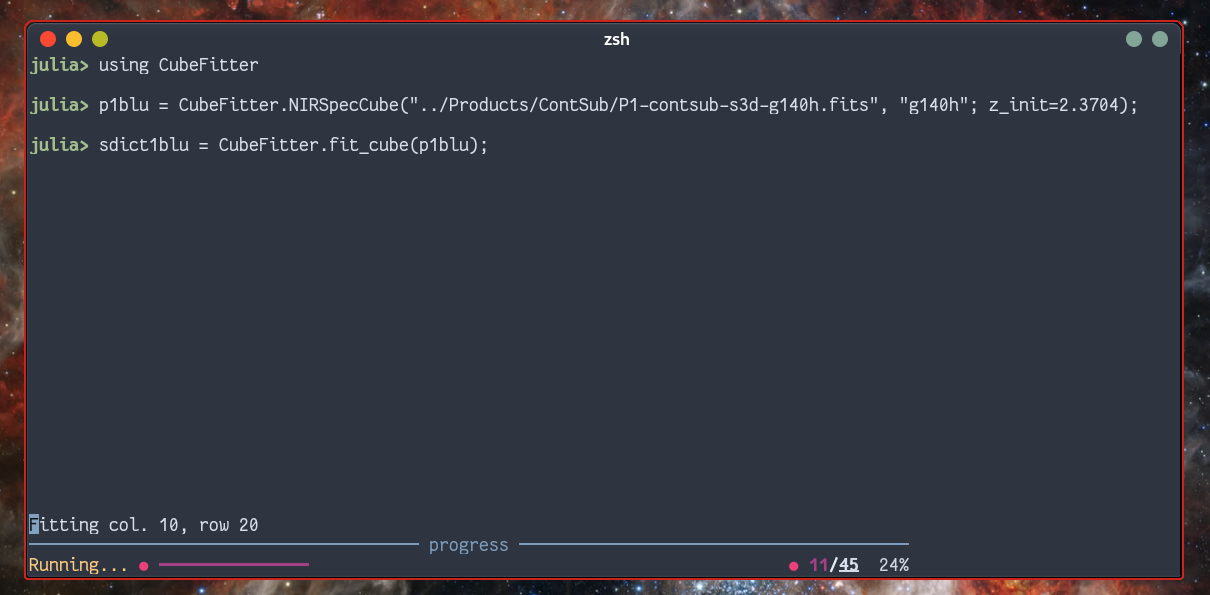 zsh
julia> using CubeFitter
julia> p1blu = CubeFitter.NIRSpecCube("../Products/ContSub/P1-contsub-s3d-g140h.fits", "g140h"; z_init=2.3704);
julia> sdict1blu = CubeFitter.fit_cube(p1blu);
Fitting col. 10, row 20
progress
Running... 11/45 24%